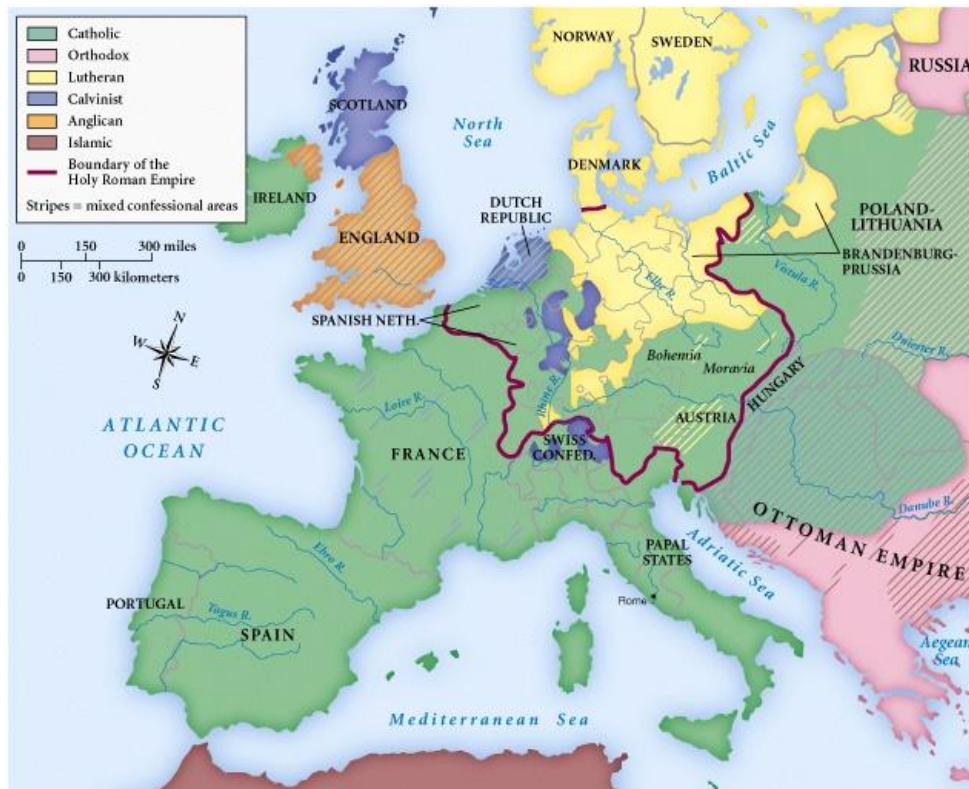 Catholic
Orthodox
Lutheran
Calvinist
Anglican
Islamic
Boundary of the
Holy Roman Empire
Stripes = mixed confessional areas
0 150 300 miles
0 150 300 kilometers
N
W
E
S
NORWAY
SWEDEN
RUSSIA
SCOTLAND
North
Sea
Baltic Sea
DENMARK
IRELAND
DUTCH
REPUBLIC
ENGLAND
POLAND-
LITHUANIA
BRANDENBURG-
PRUSSIA
Elbe R.
Vistula R.
SPANISH NETH.
Bohemia
Moravia
Dniester R.
Rhine R.
HUNGARY
Loire R.
AUSTRIA
ATLANTIC
OCEAN
FRANCE
SWISS
CONFED.
Danube R.
OTTOMAN EMPIRE
Adriatic Sea
PAPAL
STATES
Ebro R.
PORTUGAL
Tagus R.
SPAIN
Rome
Aegean
Sea
Mediterranean Sea